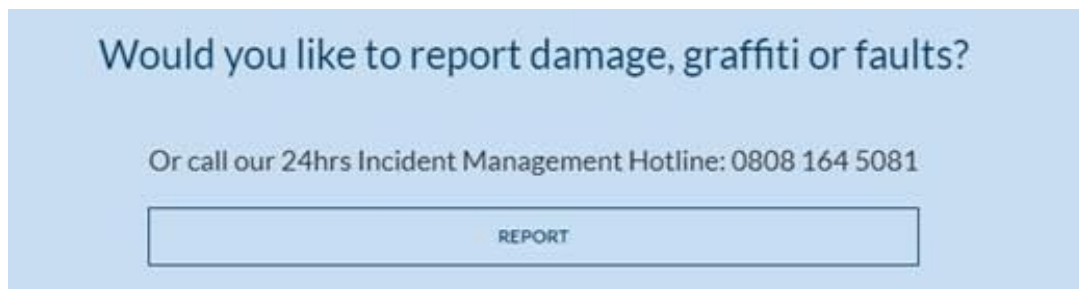 Would you like to report damage, graffiti or faults?
Or call our 24hrs Incident Management Hotline: 0808 164 5081
REPORT